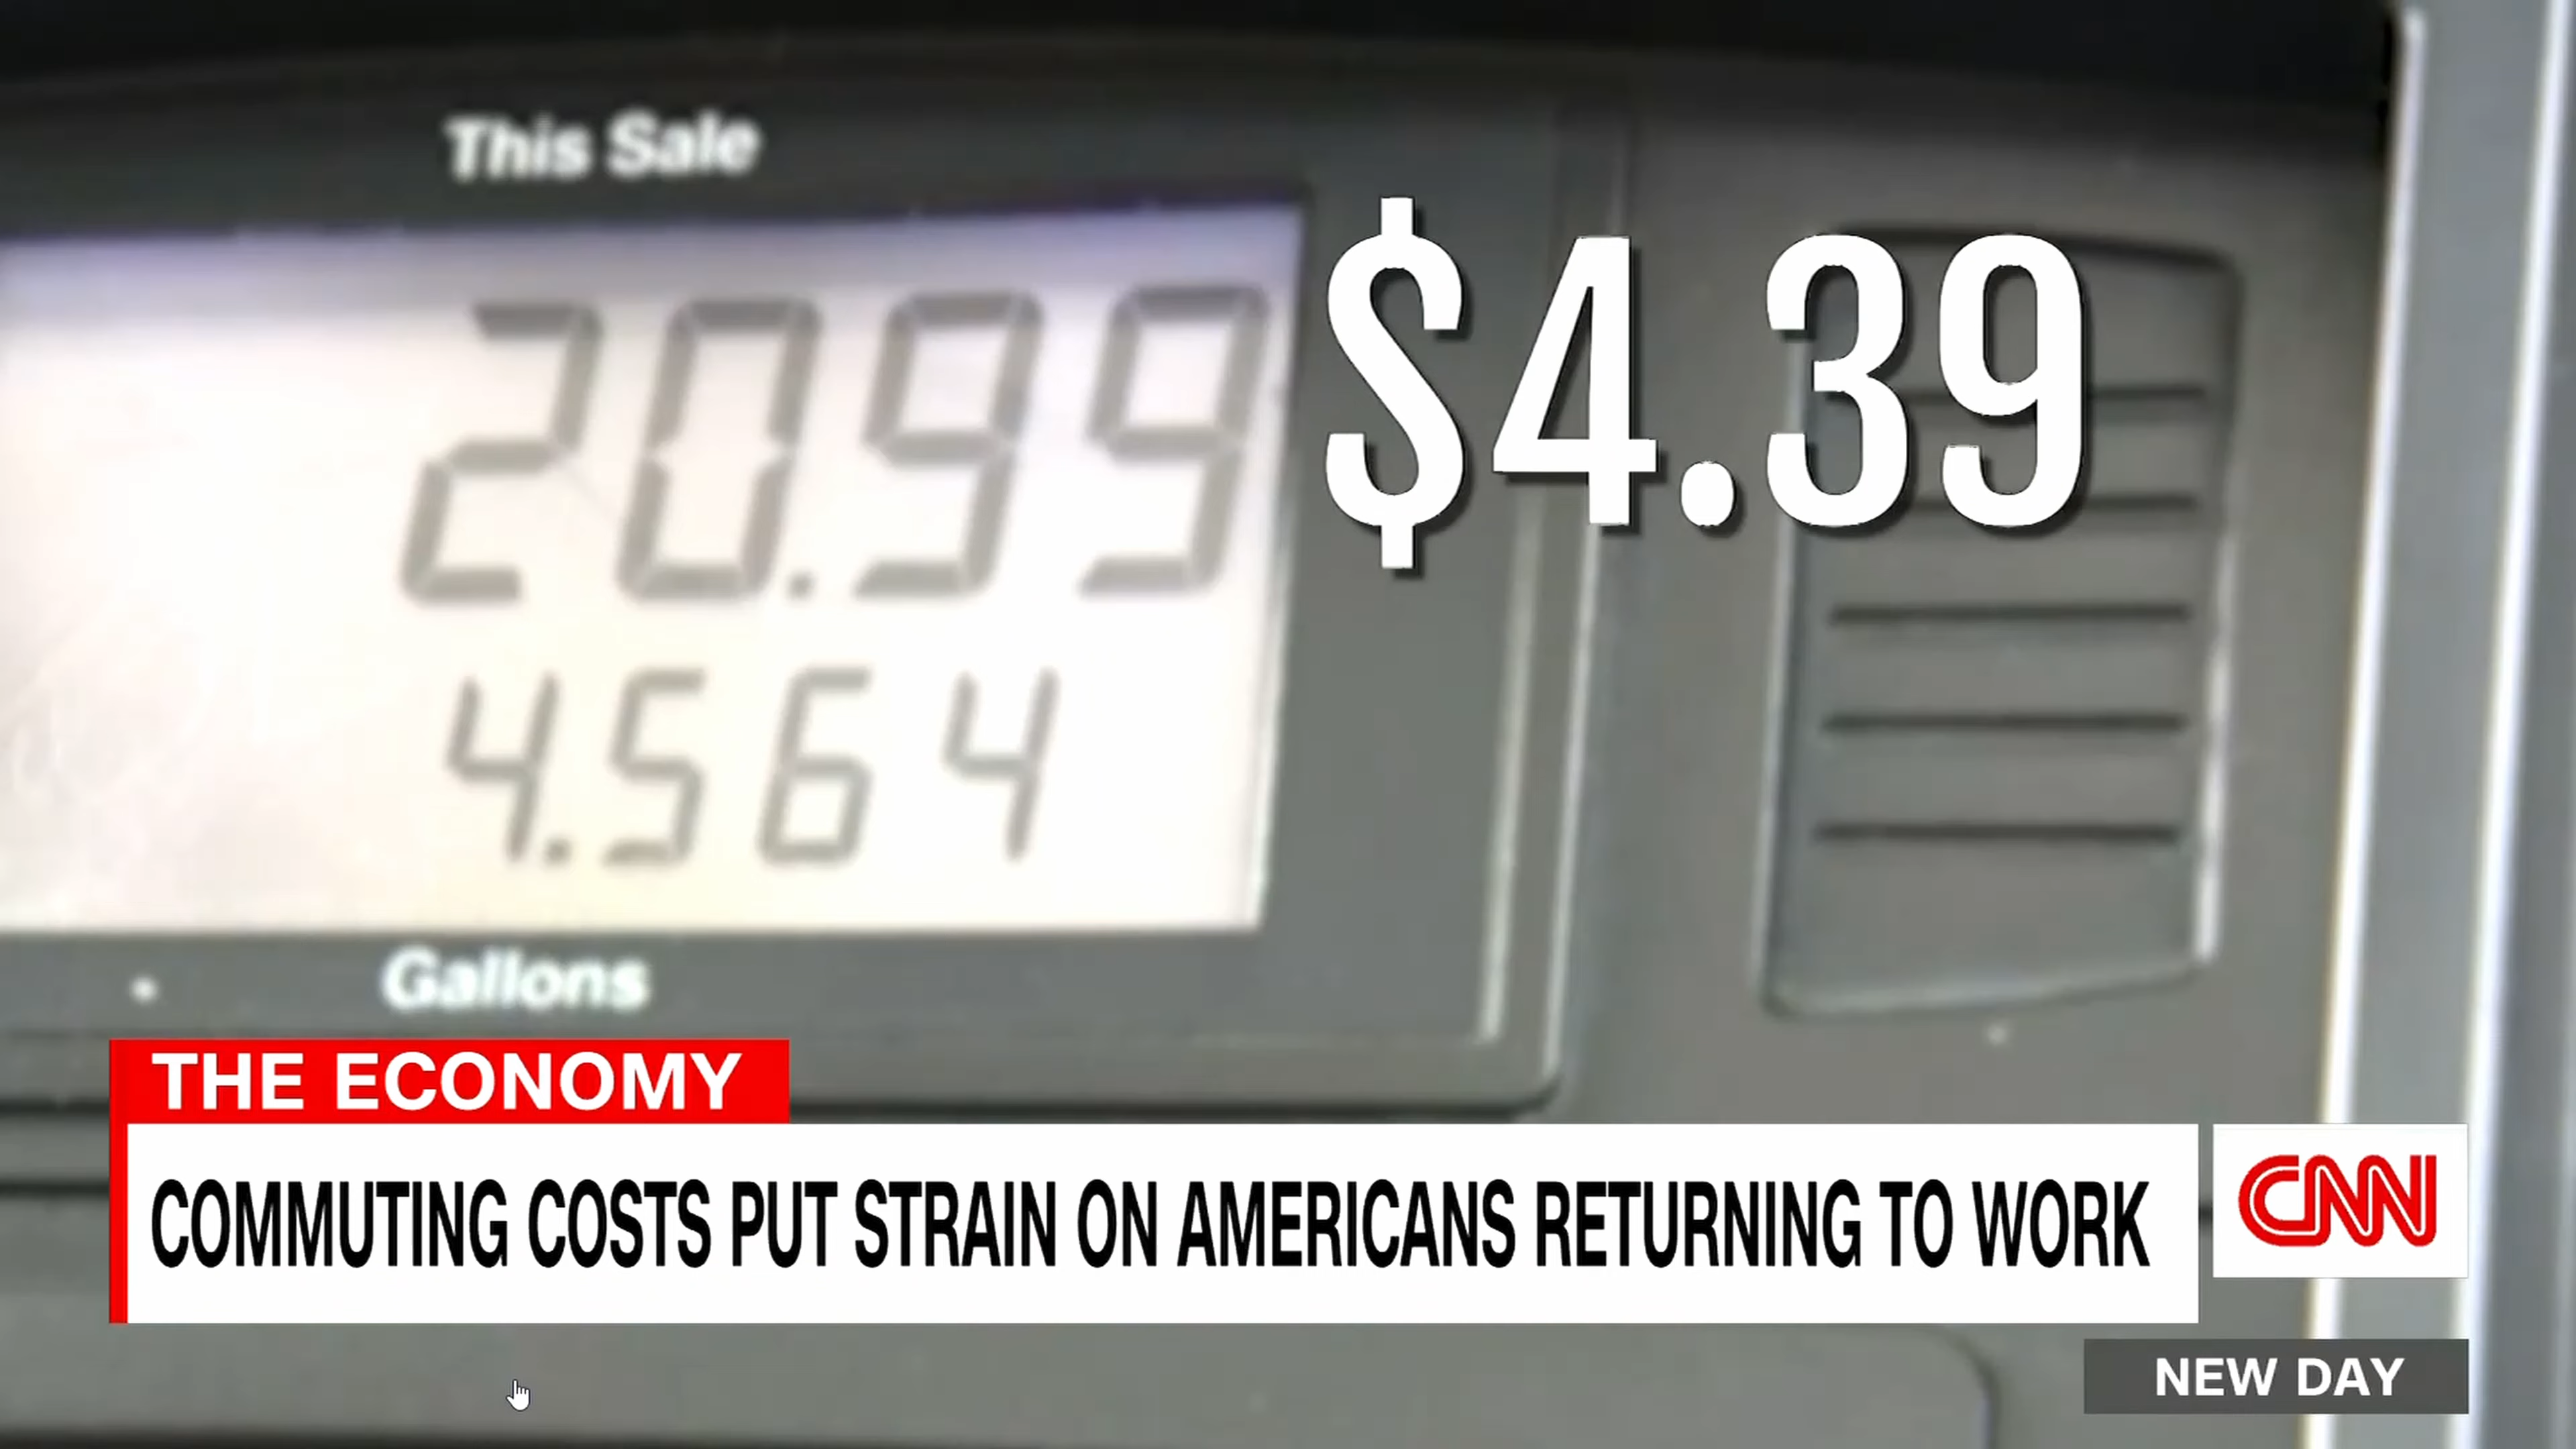 This Sale
20.99
$4.39
4.564
Gallons
THE ECONOMY
COMMUTING COSTS PUT STRAIN ON AMERICANS RETURNING TO WORK
CNN
NEW DAY